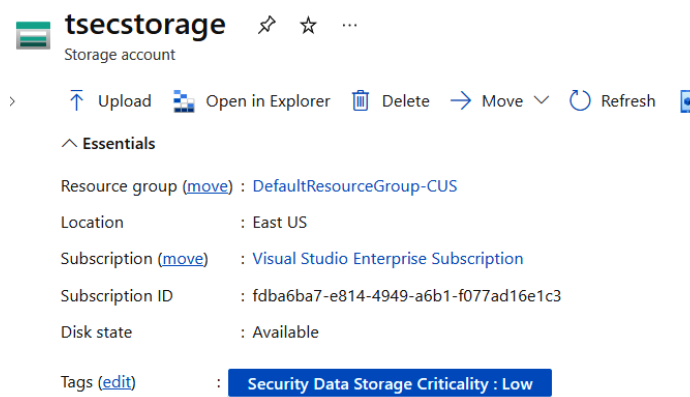 tsecstorage
Storage account
Upload Open in Explorer Delete Move Refresh
Essentials
Resource group (move) : DefaultResourceGroup-CUS
Location : East US
Subscription (move) : Visual Studio Enterprise Subscription
Subscription ID : fdba6ba7-e814-4949-a6b1-f077ad16e1c3
Disk state : Available
Tags (edit) : Security Data Storage Criticality : Low